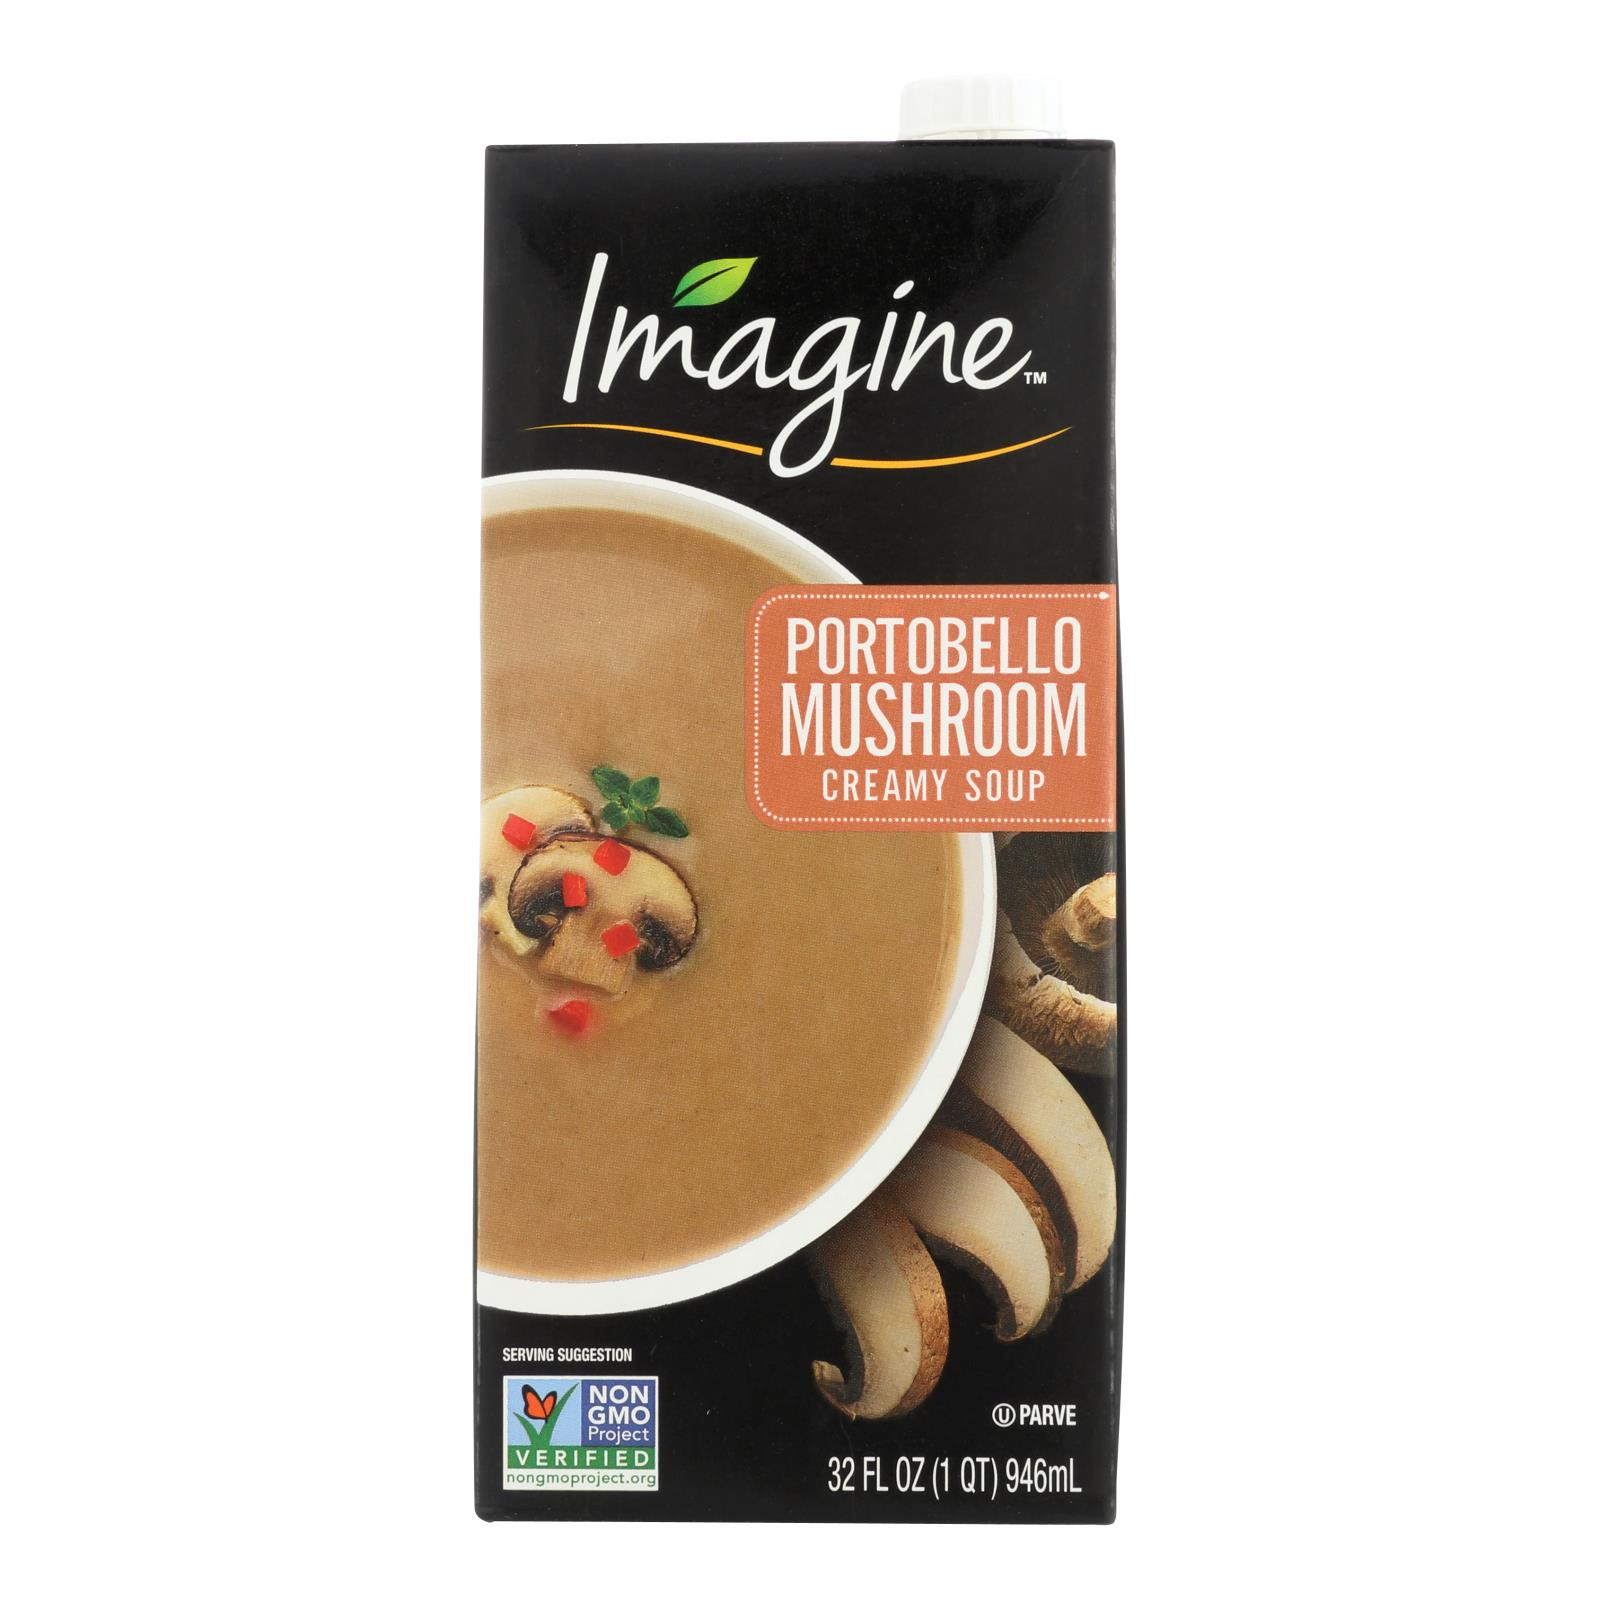 Imagine™
PORTOBELLO
MUSHROOM
CREAMY SOUP
SERVING SUGGESTION
NON
GMO
Project
VERIFIED
nongmoproject.org
Ⓤ PARVE
32 FL OZ (1 QT) 946mL